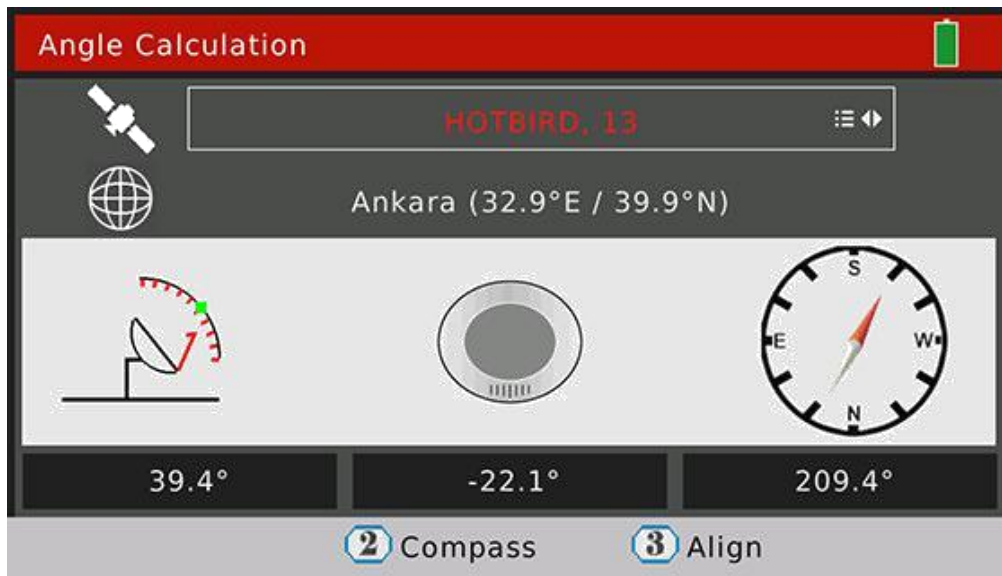 Angle Calculation
HOTBIRD, 13
Ankara (32.9°E / 39.9°N)
S
E W
N
39.4° -22.1° 209.4°
2 Compass 3 Align